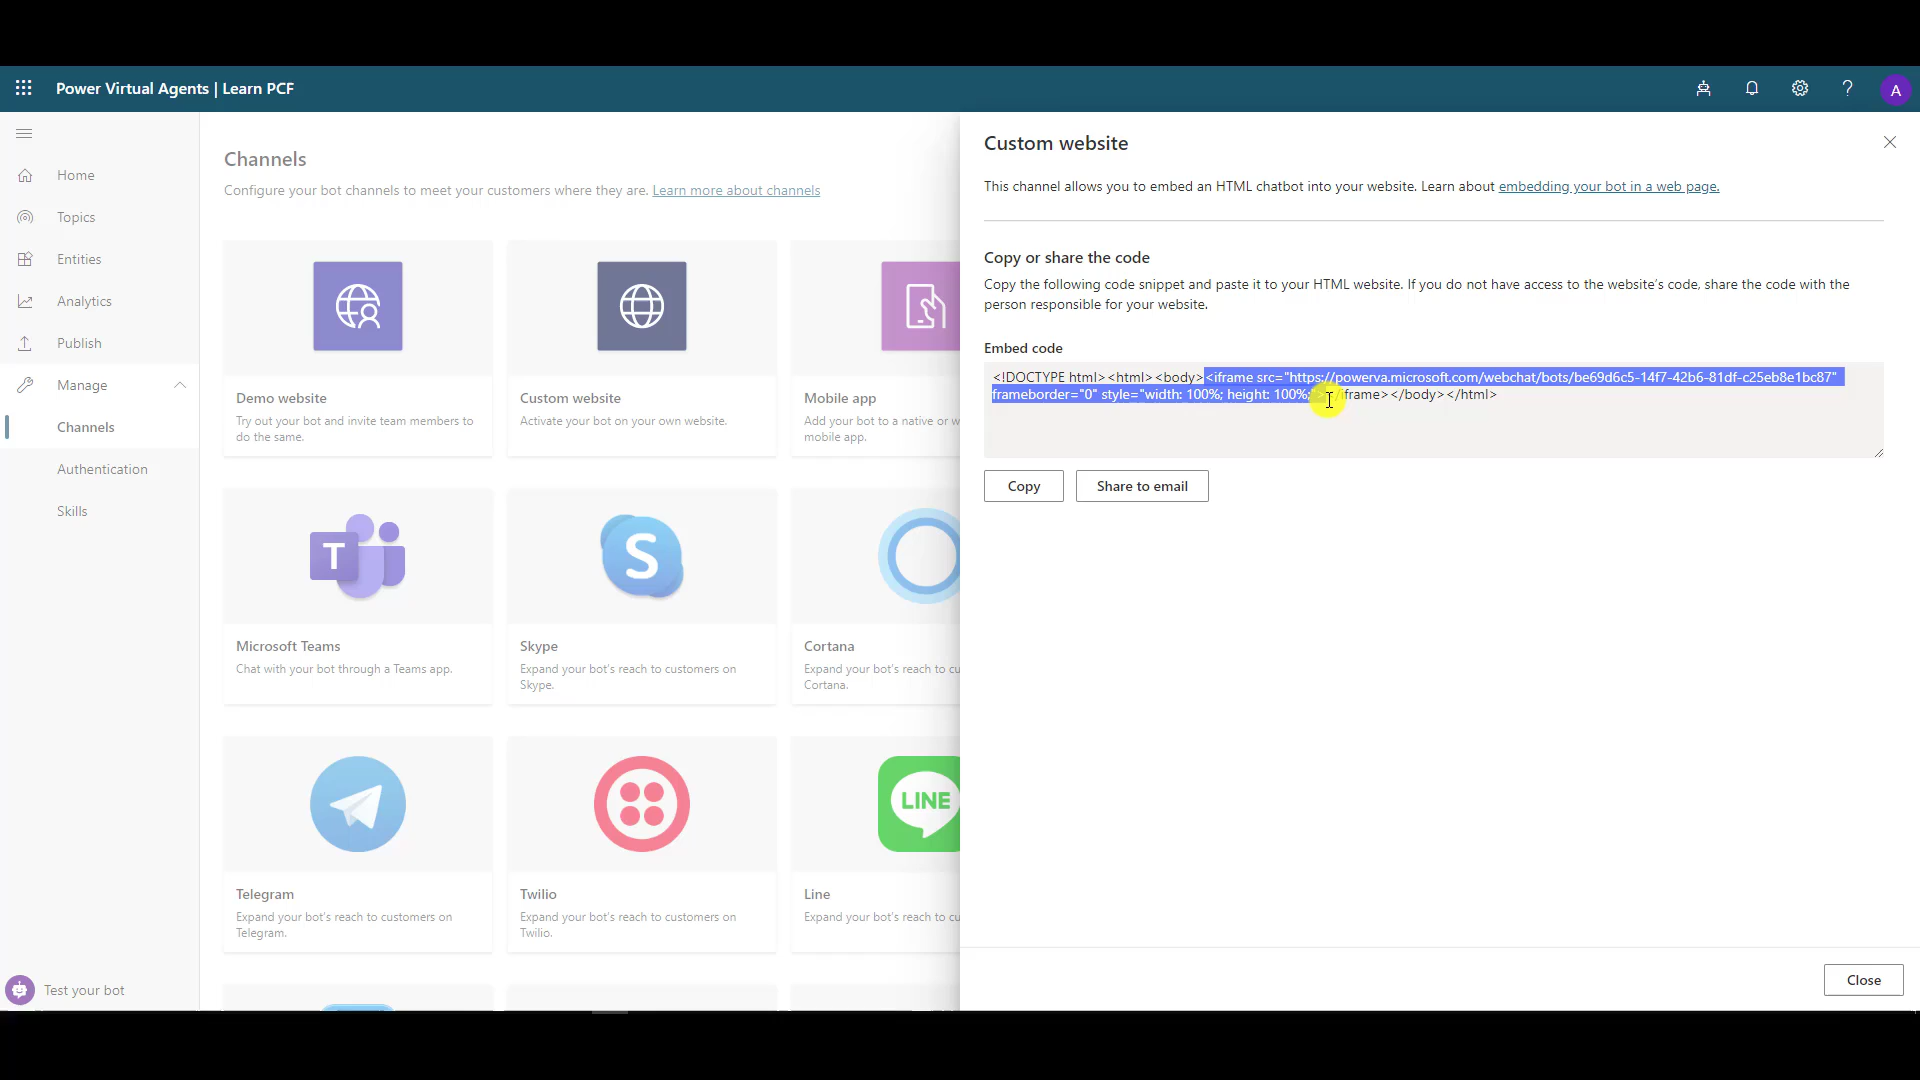 Power Virtual Agents | Learn PCF
A
Home
Topics
Entities
Analytics
Publish
Manage
Channels
Authentication
Skills
Test your bot
Channels
Configure your bot channels to meet your customers where they are. Learn more about channels
Demo website
Try out your bot and invite team members to
do the same.
Custom website
Activate your bot on your own website.
Mobile app
Add your bot to a native or w
mobile app.
T
Microsoft Teams
Chat with your bot through a Teams app.
S
Skype
Expand your bot's reach to customers on
Skype.
Cortana
Expand your bot's reach to cu
Cortana.
Telegram
Expand your bot's reach to customers on
Telegram.
Twilio
Expand your bot's reach to customers on
Twilio.
LINE
Line
Expand your bot's reach to cu
Custom website
This channel allows you to embed an HTML chatbot into your website. Learn about embedding your bot in a web page.
Copy or share the code
Copy the following code snippet and paste it to your HTML website. If you do not have access to the website's code, share the code with the
person responsible for your website.
Embed code
<!DOCTYPE html><html><body><iframe src="https://powerva.microsoft.com/webchat/bots/be69d6c5-14f7-42b6-81df-c25eb8e1bc87"
frameborder="0" style="width: 100%; height: 100%; ></iframe></body></html>
Copy
Share to email
Close